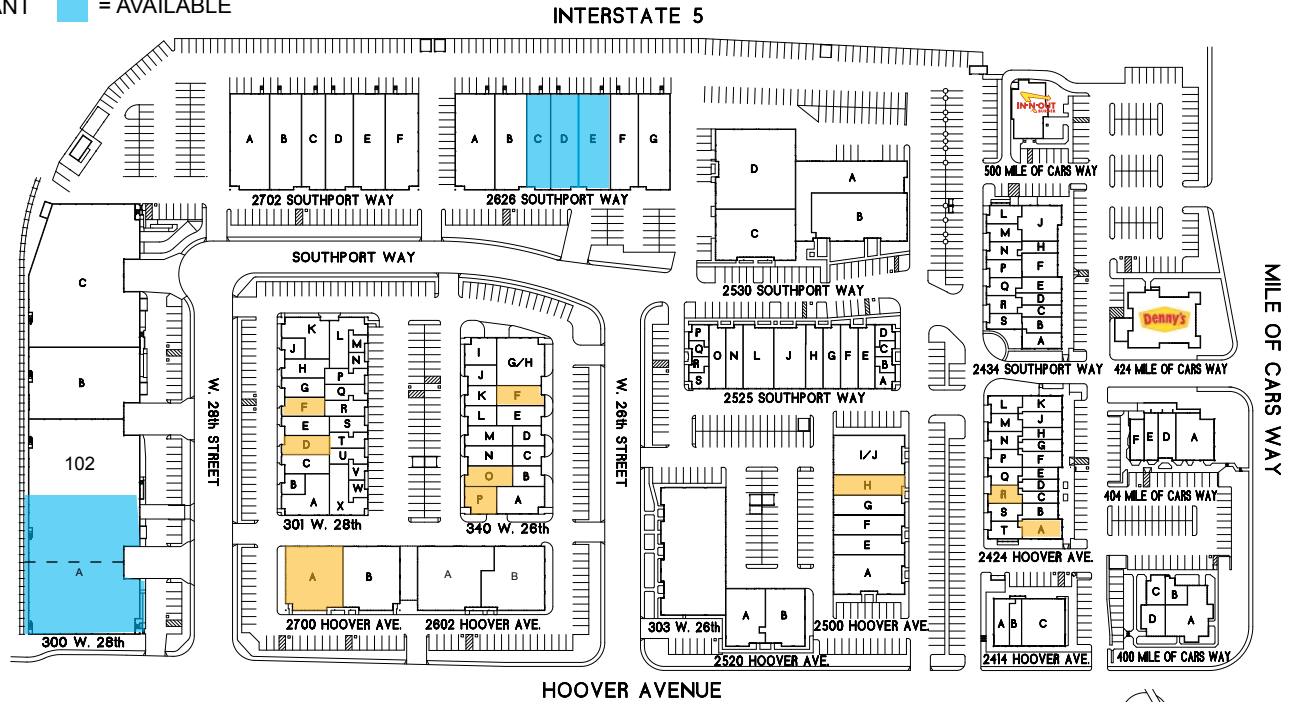 ANT = AVAILABLE
INTERSTATE 5
IN-N-OUT
BURGER
500 MILE OF CARS WAY
A B C D E F
2702 SOUTHPORT WAY
A B C D E F G
2626 SOUTHPORT WAY
D
A
B
C
2530 SOUTHPORT WAY
SOUTHPORT WAY
L J
M
N H
P F
Q E
R D
C
S B
A
2434 SOUTHPORT WAY
Denny's
424 MILE OF CARS WAY
MILE OF CARS WAY
C
B
102
A
300 W. 28th
W. 28th STREET
K L
J M
N
H P
G Q
F R
E S
D T
C U
B V
W
A X
301 W. 28th
I G/H
J
K F
L E
M D
N C
O B
P A
340 W. 26th
W. 26th STREET
P O N L J H G F E D
Q C
R B
S A
2525 SOUTHPORT WAY
I/J
H
G
F
E
A
2500 HOOVER AVE.
L K
M J
N H
P G
F
Q E
R D
C
S B
T A
2424 HOOVER AVE.
F E D A
404 MILE OF CARS WAY
A B
2700 HOOVER AVE.
A B
2602 HOOVER AVE.
303 W. 26th
A B
2520 HOOVER AVE.
A B C
2414 HOOVER AVE.
C B
D A
400 MILE OF CARS WAY
HOOVER AVENUE